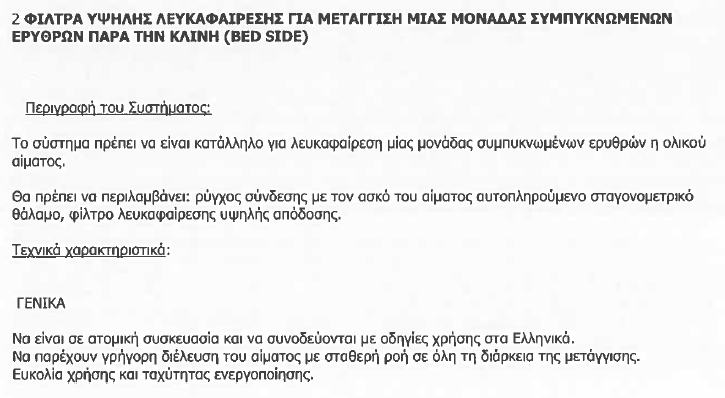 2 ΦΙΛΤΡΑ ΥΨΗΛΗΣ ΛΕΥΚΑΦΑΙΡΕΣΗΣ ΓΙΑ ΜΕΤΑΓΓΙΣΗ ΜΙΑΣ ΜΟΝΑΔΑΣ ΣΥΜΠΥΚΝΩΜΕΝΩΝ
ΕΡΥΘΡΩΝ ΠΑΡΑ ΤΗΝ ΚΛΙΝΗ (BED SIDE)
Περιγραφή του Συστήματος:
Το σύστημα πρέπει να είναι κατάλληλο για λευκαφαίρεση μίας μονάδας συμπυκνωμένων ερυθρών η ολικού
αίματος.
Θα πρέπει να περιλαμβάνει: ρύγχος σύνδεσης με τον ασκό του αίματος αυτοπληρούμενο σταγονομετρικό
θάλαμο, φίλτρο λευκαφαίρεσης υψηλής απόδοσης.
Τεχνικά χαρακτηριστικά:
ΓΕΝΙΚΑ
Να είναι σε ατομική συσκευασία και να συνοδεύονται με οδηγίες χρήσης στα Ελληνικά.
Να παρέχουν γρήγορη διέλευση του αίματος με σταθερή ροή σε όλη τη διάρκεια της μετάγγισης.
Ευκολία χρήσης και ταχύτητας ενεργοποίησης.